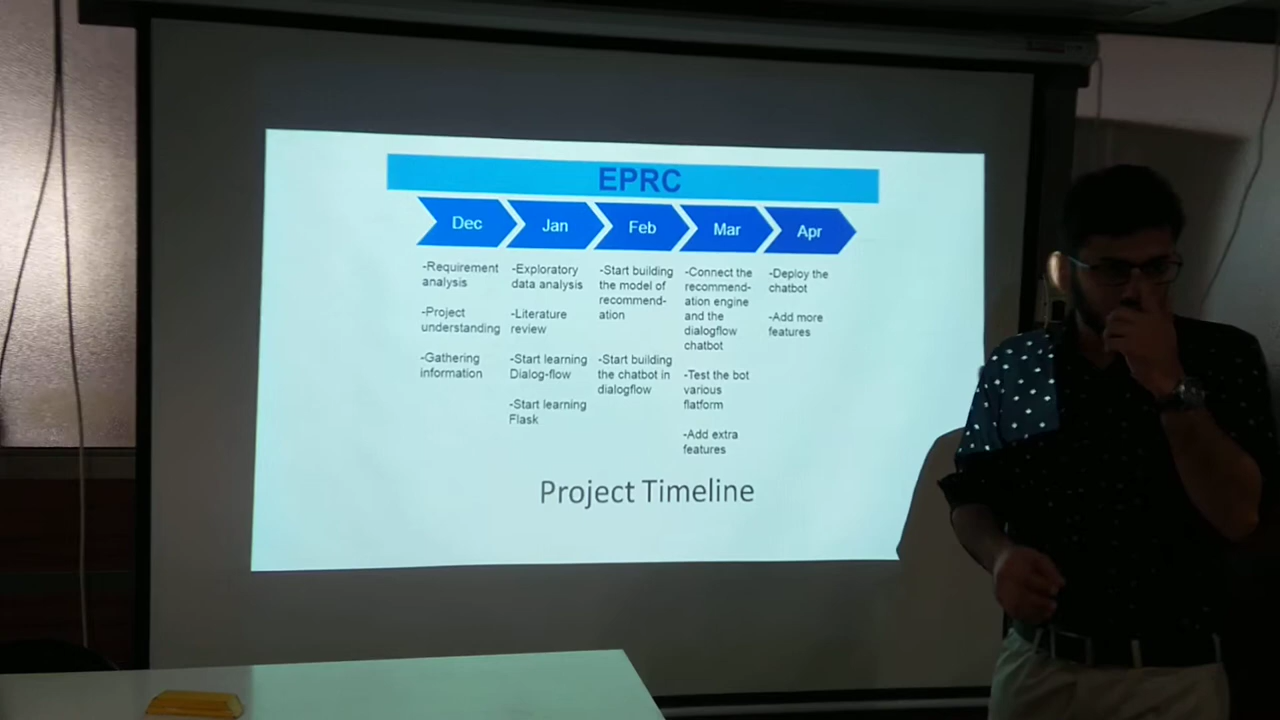 EPRC
Dec
Jan
Feb
Mar
Apr
-Requirement
analysis
-Project
understanding
-Gathering
information
-Exploratory
data analysis
-Literature
review
-Start learning
Dialog-flow
-Start learning
Flask
-Start building
the model of
recommend-
ation
-Start building
the chatbot in
dialogflow
-Connect the
recommend-
ation engine
and the
dialogflow
chatbot
-Test the bot
various
flatform
-Add extra
features
-Deploy the
chatbot
-Add more
features
Project Timeline